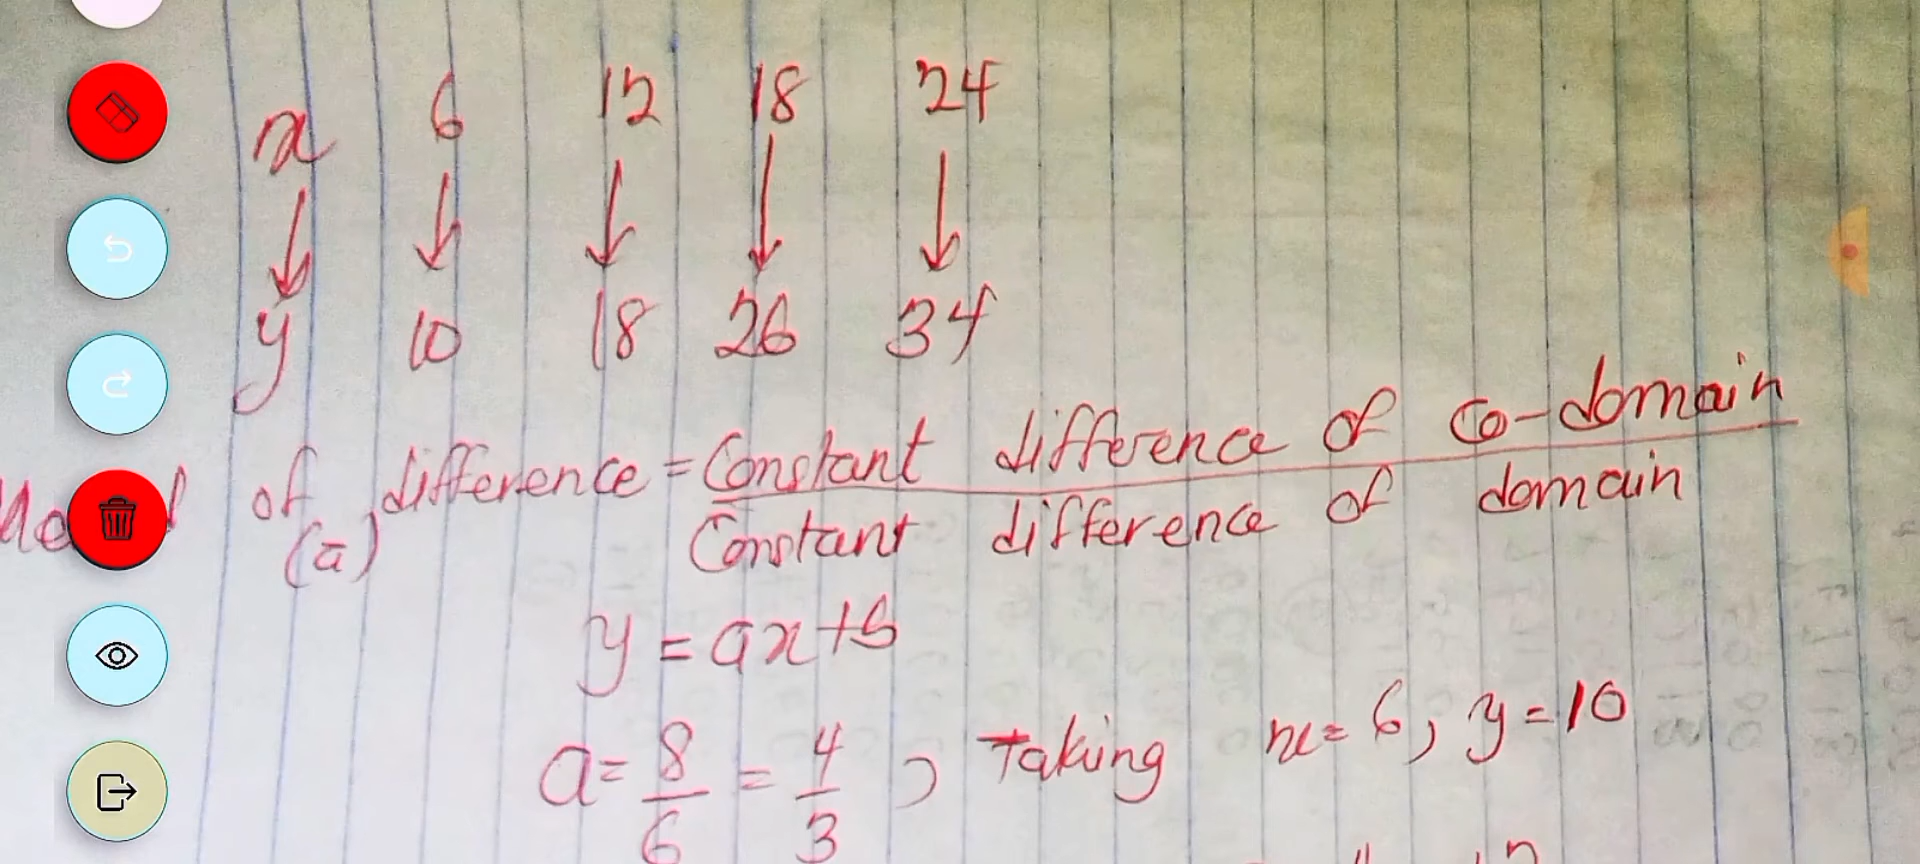 x 6 12 18 24
↓ ↓ ↓ ↓ ↓
y 10 18 26 34
of difference = Constant difference of co-domain
(a) Constant difference of domain
y = ax+b
a = 8/6 = 4/3, Taking x = 6, y = 10